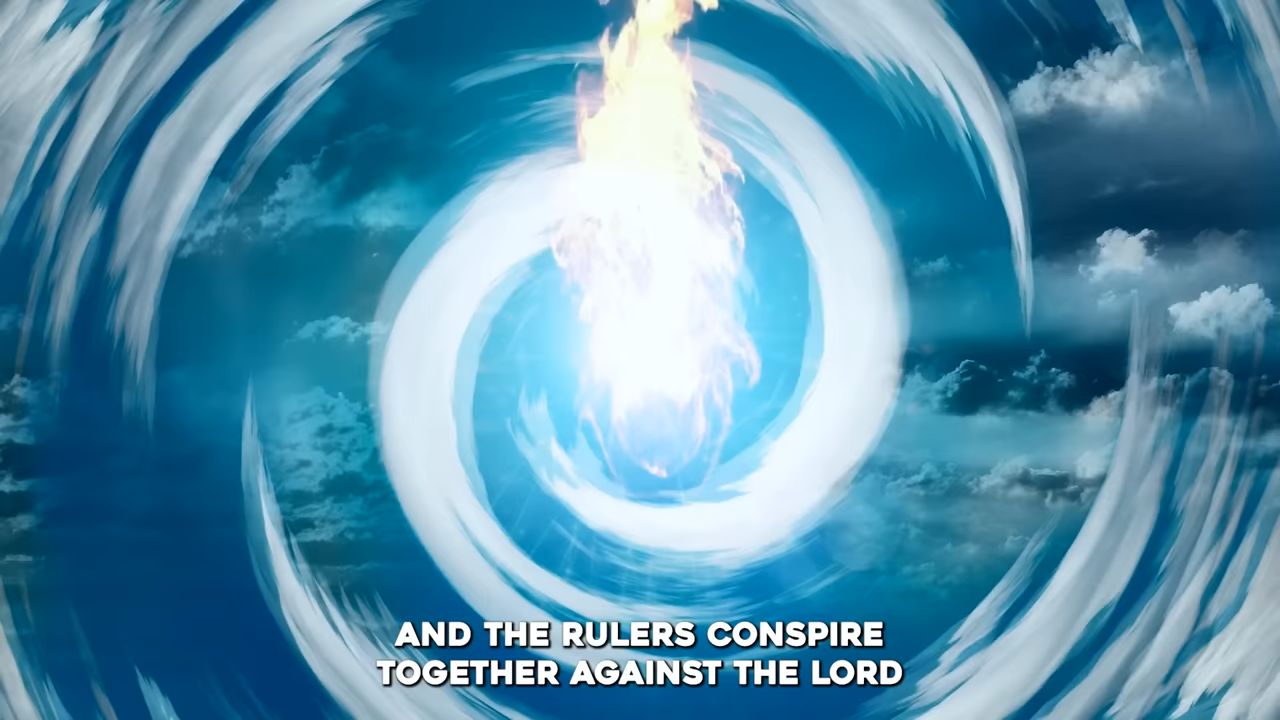 AND THE RULERS CONSPIRE
TOGETHER AGAINST THE LORD